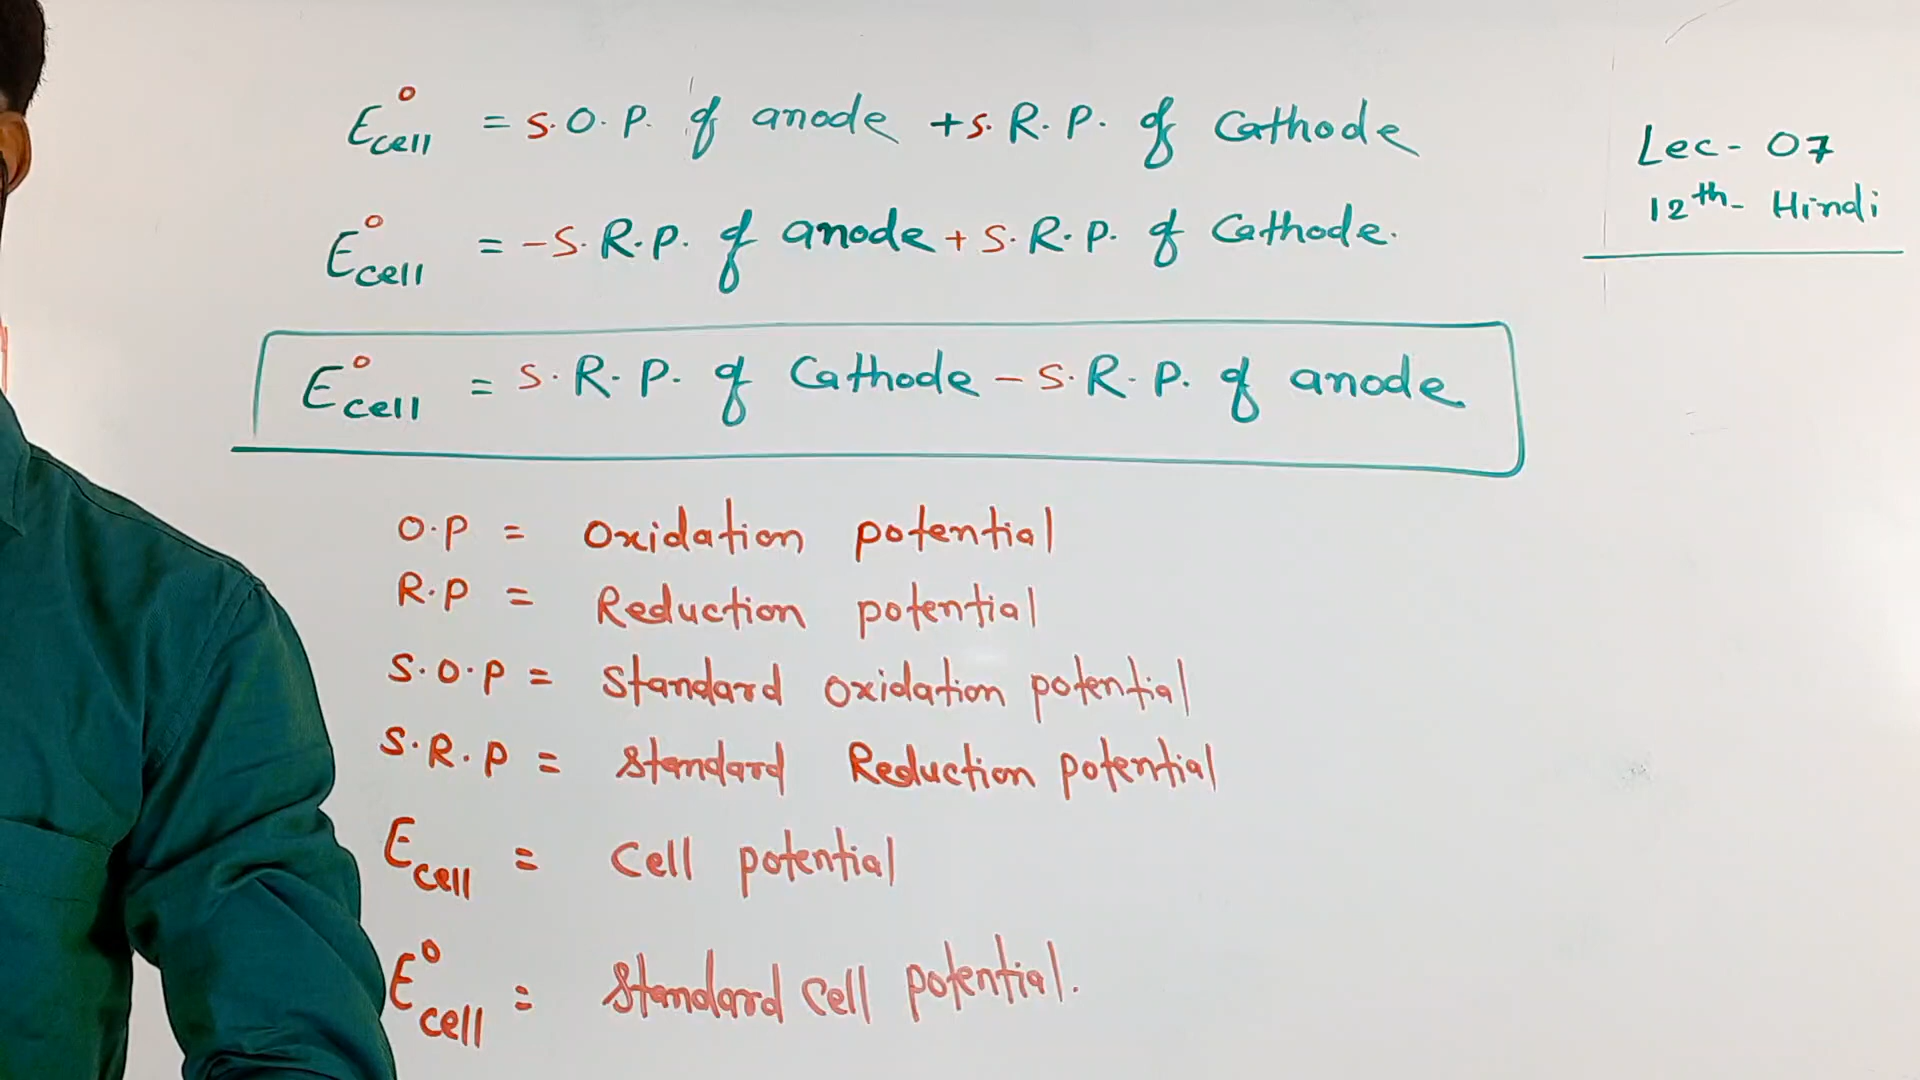 E°cell = S.O.P. of anode + S.R.P. of Cathode
E°cell = -S.R.P. of anode + S.R.P. of Cathode.
E°cell = S.R.P. of Cathode - S.R.P. of anode
Lec- 07
12th- Hindi
O.P = Oxidation potential
R.P = Reduction potential
S.O.P = Standard Oxidation potential
S.R.P = Standard Reduction potential
Ecell = Cell potential
E°cell = Standard Cell potential.